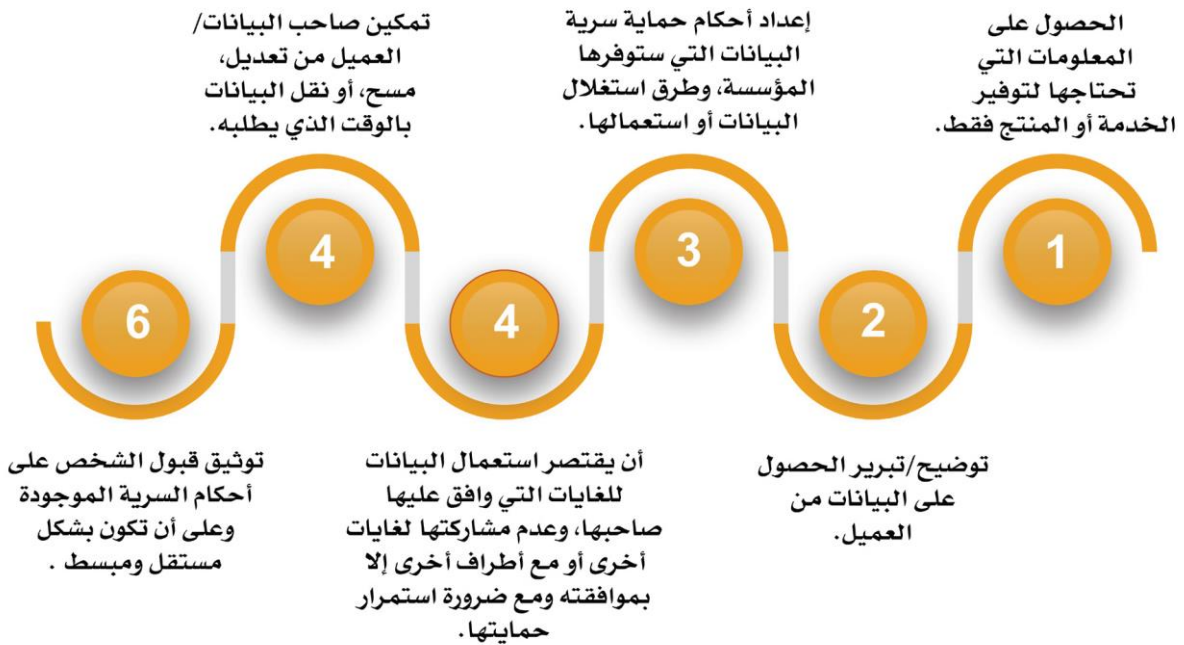 الحصول على
المعلومات التي
تحتاجها لتوفير
الخدمة أو المنتج فقط.
1
توضيح/تبرير الحصول
على البيانات من
العميل.
2
إعداد أحكام حماية سرية
البيانات التي ستوفرها
المؤسسة، وطرق استغلال
البيانات أو استعمالها.
3
أن يقتصر استعمال البيانات
للغايات التي وافق عليها
صاحبها، وعدم مشاركتها لغايات
أخرى أو مع أطراف أخرى إلا
بموافقته ومع ضرورة استمرار
حمايتها.
4
تمكين صاحب البيانات/
العميل من تعديل،
مسح، أو نقل البيانات
بالوقت الذي يطلبه.
4
توثيق قبول الشخص على
أحكام السرية الموجودة
وعلى أن تكون بشكل
مستقل ومبسط .
6